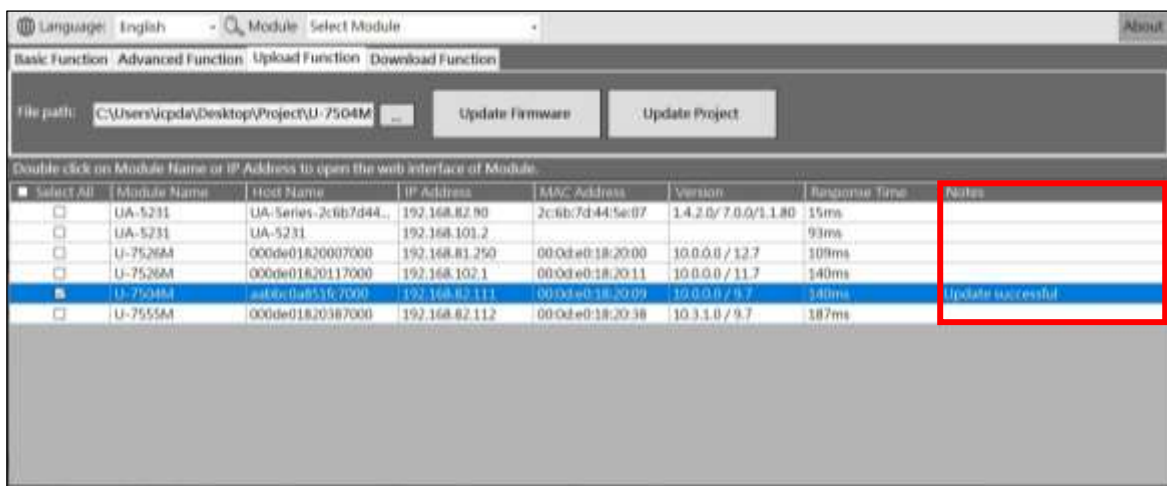 Language: English Module Select Module About
Basic Function Advanced Function Upload Function Download Function
File path: C:\Users\icpda\Desktop\Project\U-7504M ... Update Firmware Update Project
Double click on Module Name or IP Address to open the web interface of Module.
Select All Module Name Host Name IP Address MAC Address Version Response Time Notes
UA-5231 UA-Series-2c6b7d44... 192.168.82.90 2c:6b:7d:44:5e:07 1.4.2.0/ 7.0.0/1.1.80 15ms
UA-5231 UA-5231 192.168.101.2 93ms
U-7526M 000de01820007000 192.168.81.250 00:0d:e0:18:20:00 10.0.0.0 / 12.7 109ms
U-7526M 000de01820117000 192.168.102.1 00:0d:e0:18:20:11 10.0.0.0 / 11.7 140ms
U-7504M 192.168.82.111 00:0d:e0:18:20:09 10.0.0.0 / 9.7 140ms Update successful
U-7555M 000de01820387000 192.168.82.112 00:0d:e0:18:20:38 10.3.1.0 / 9.7 187ms